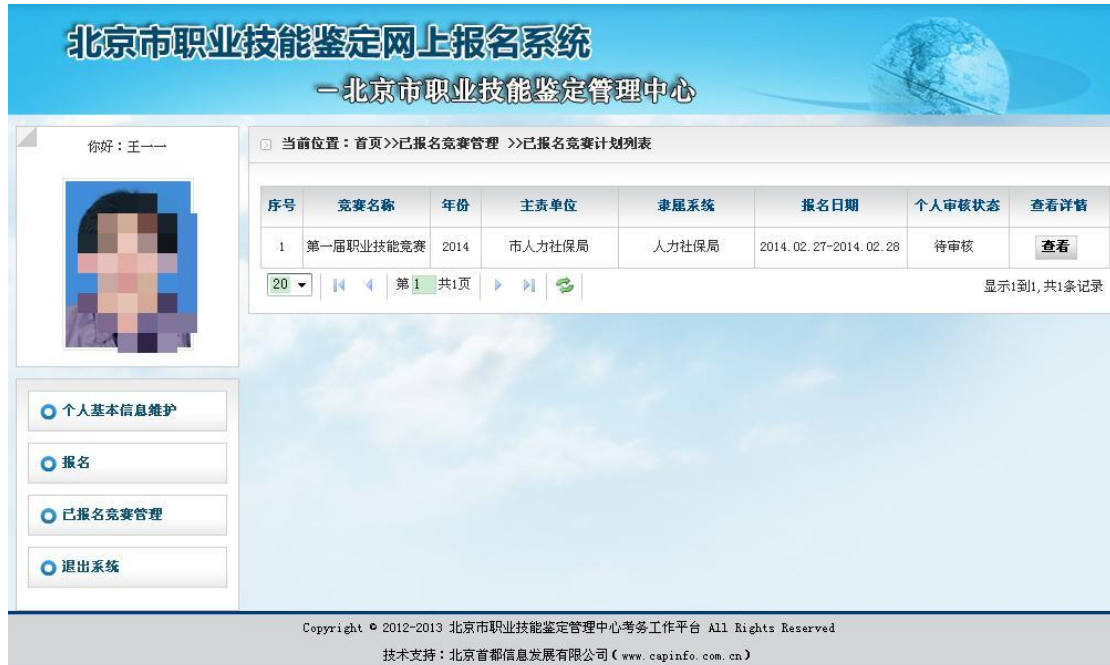 北京市职业技能鉴定网上报名系统
－北京市职业技能鉴定管理中心
你好：王一一
当前位置：首页>>已报名竞赛管理 >>已报名竞赛计划列表
序号 竞赛名称 年份 主责单位 隶属系统 报名日期 个人审核状态 查看详情
1 第一届职业技能竞赛 2014 市人力社保局 人力社保局 2014.02.27-2014.02.28 待审核 查看
20 第 1 共1页 显示1到1,共1条记录
个人基本信息维护
报名
已报名竞赛管理
退出系统
Copyright © 2012-2013 北京市职业技能鉴定管理中心考务工作平台 All Rights Reserved
技术支持：北京首都信息发展有限公司(www.capinfo.com.cn)